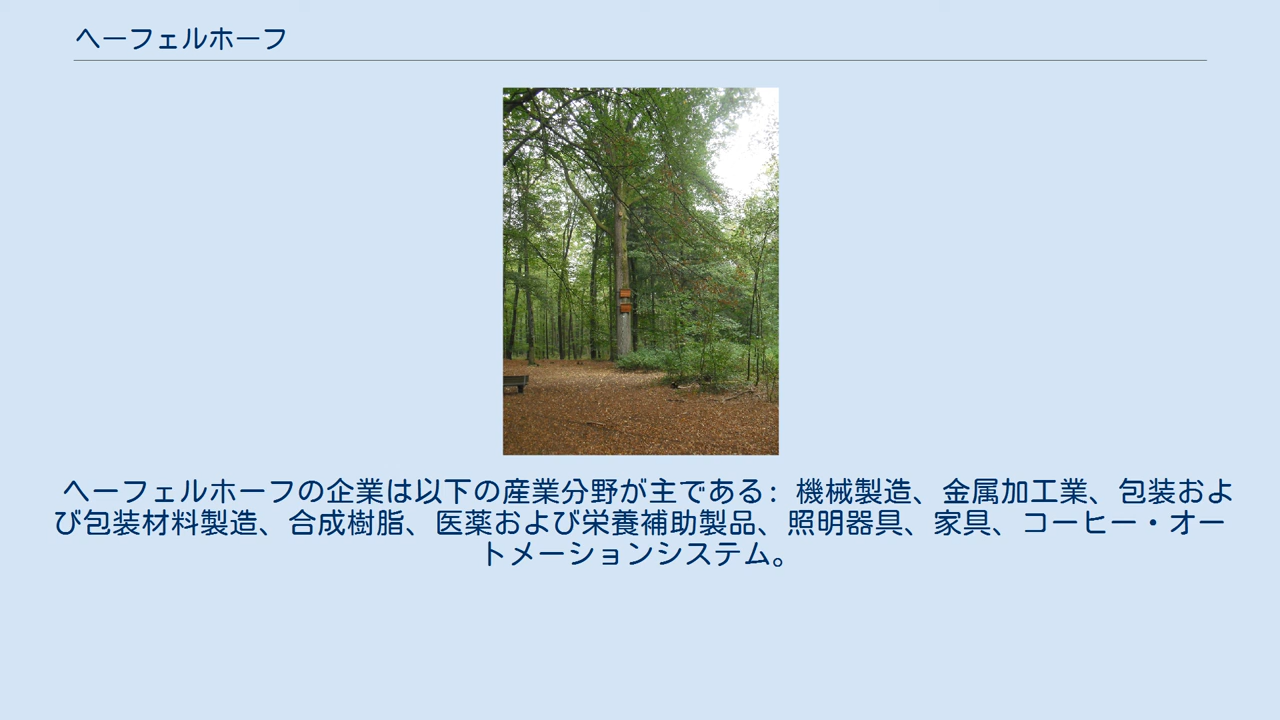 ヘーフェルホーフ
ヘーフェルホーフの企業は以下の産業分野が主である: 機械製造、金属加工業、包装およ
び包装材料製造、合成樹脂、医薬および栄養補助製品、照明器具、家具、コーヒー・オー
トメーションシステム。